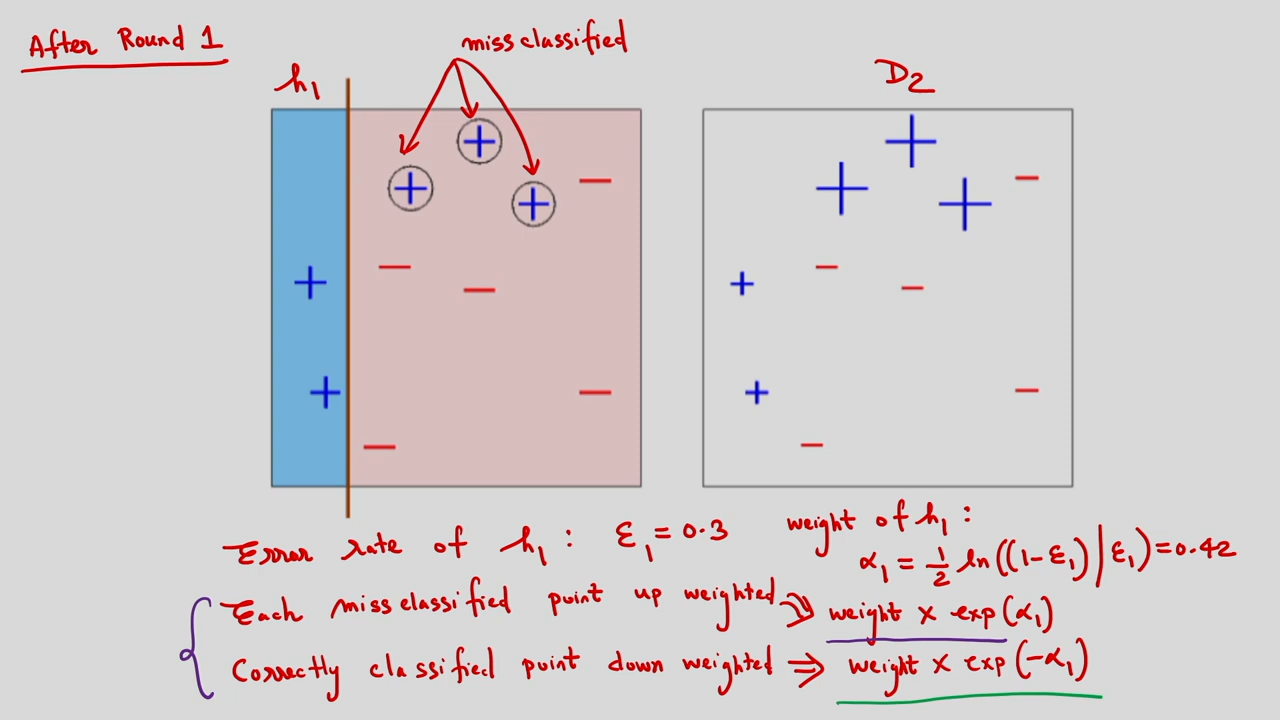 After Round 1
miss classified
h1
D2
Error rate of h1 : ε1 = 0.3
weight of h1 :
α1 = 1/2 ln((1-ε1)|ε1) = 0.42
Each miss classified point up weighted ⇒ weight x exp(α1)
Correctly classified point down weighted ⇒ weight x exp(-α1)